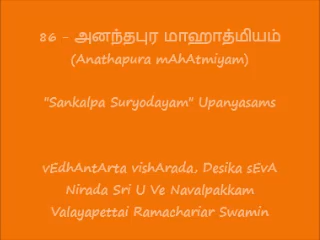 86 - அனந்தபுர மாஹாத்மியம்
(Anathapura mAhAtmiyam)
"Sankalpa Suryodayam" Upanyasams
vEdhAntArta vishArada, Desika sEvA
Nirada Sri U Ve Navalpakkam
Valayapettai Ramachariar Swamin